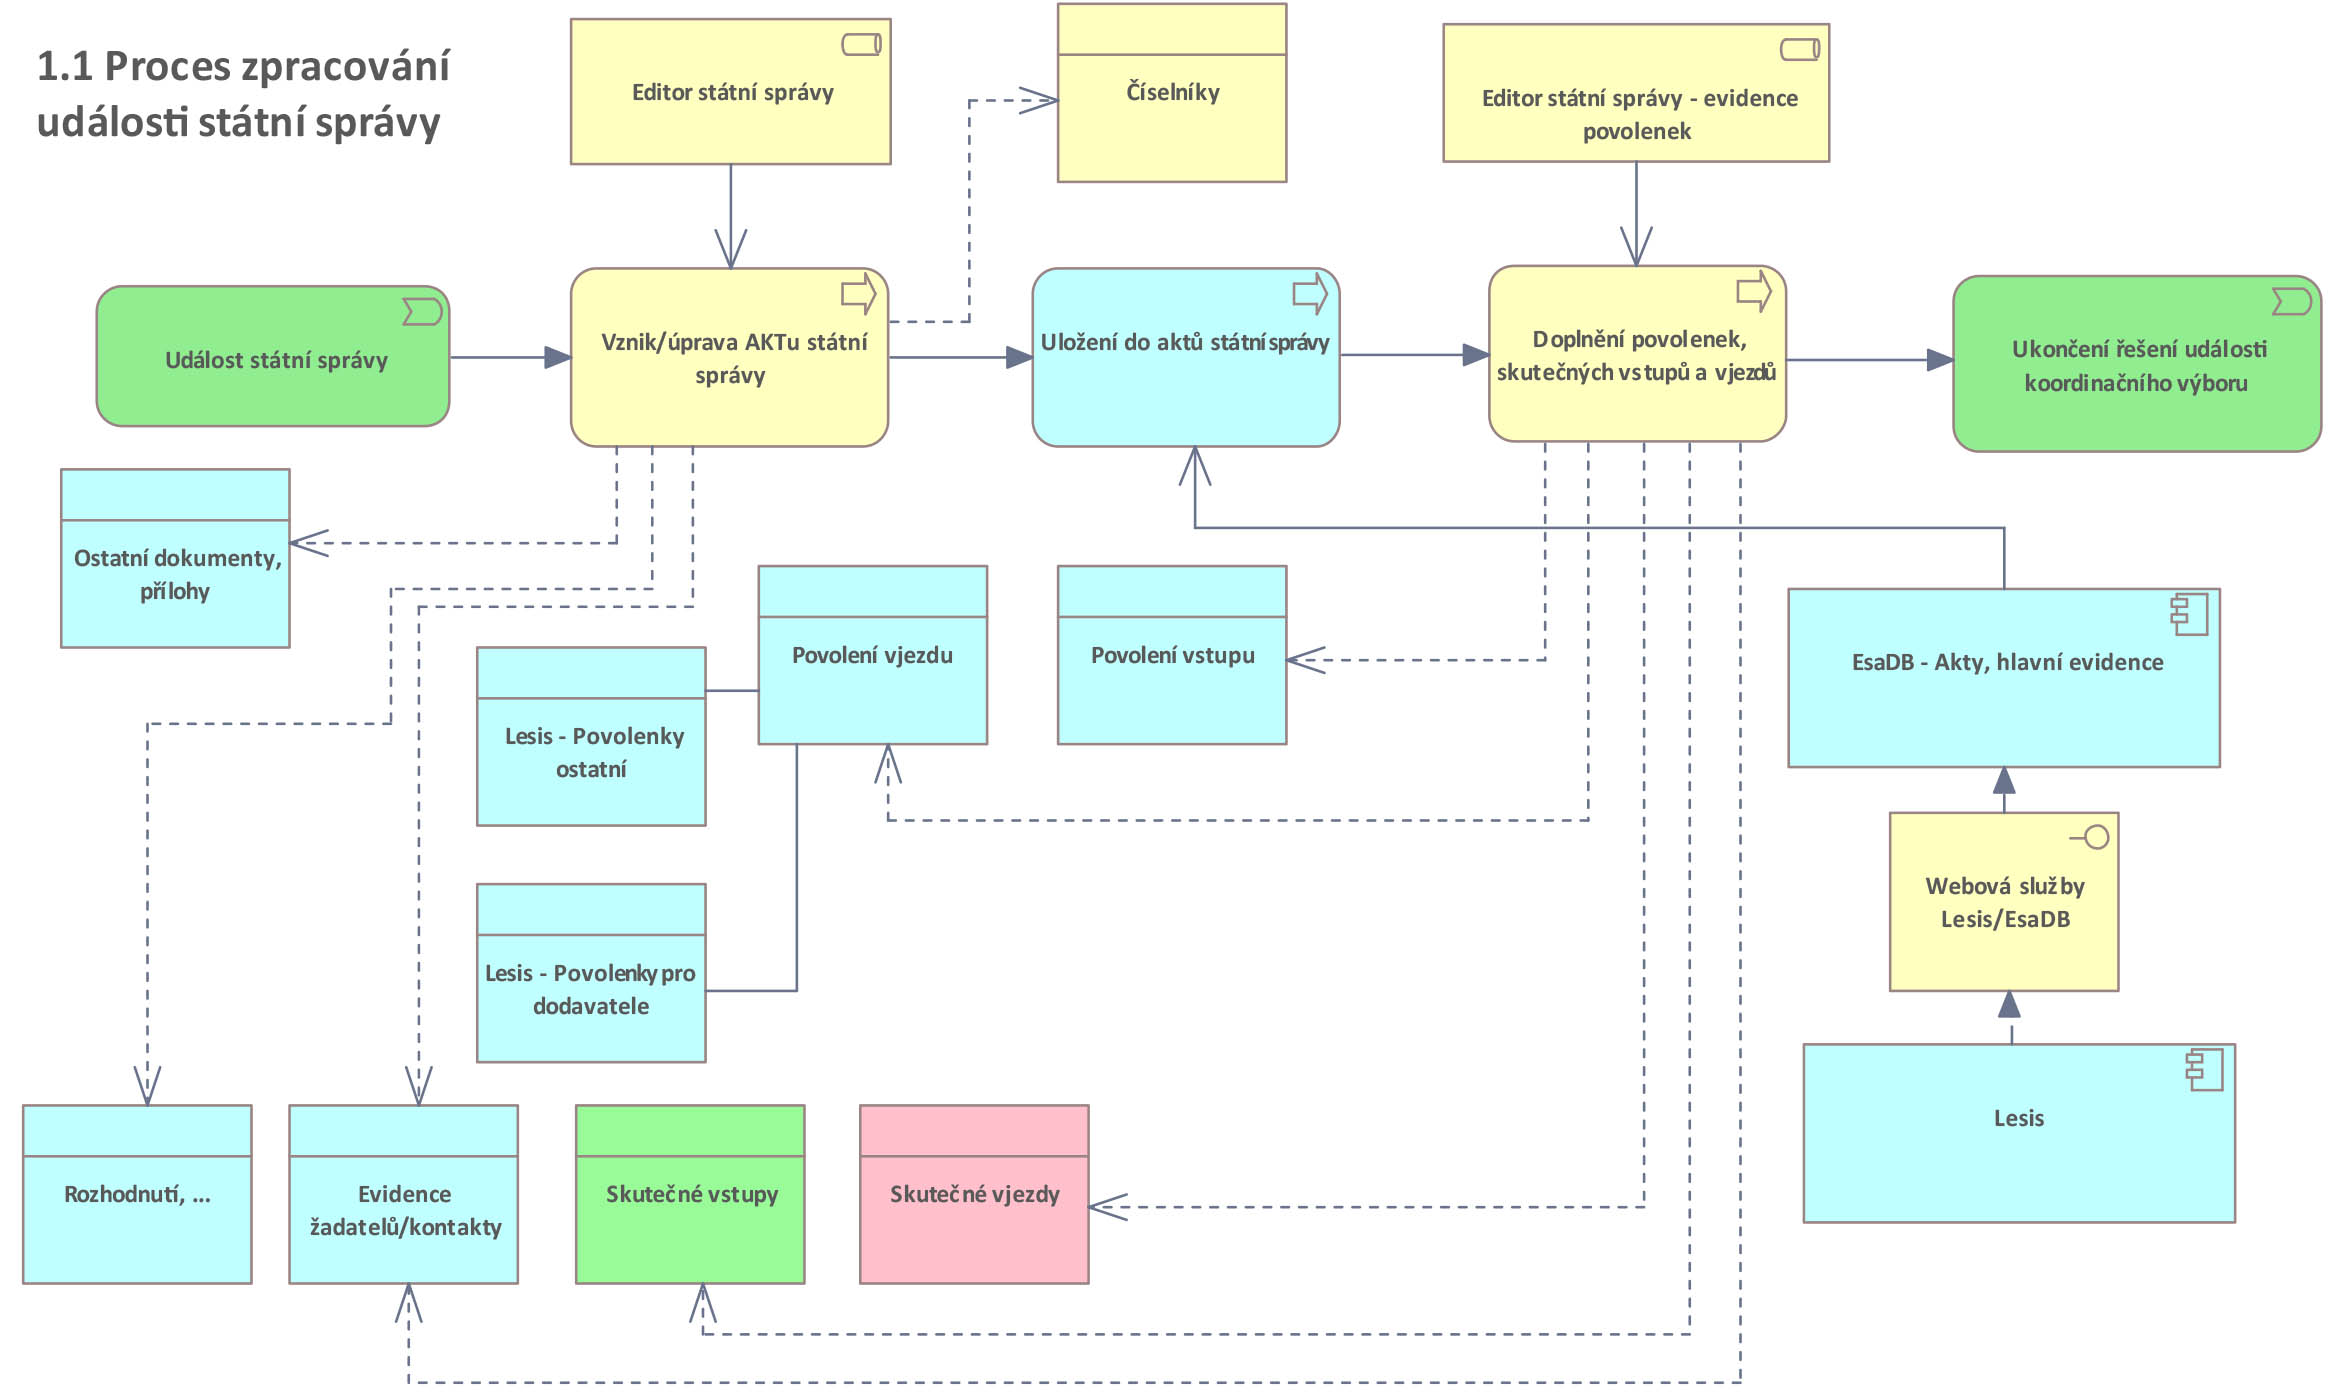 1.1 Proces zpracování
události státní správy
Editor státní správy
Číselníky
Editor státní správy - evidence
povolenek
Událost státní správy
Vznik/úprava AKTu státní
správy
Uložení do aktů státní správy
Doplnění povolenek,
skutečných vstupů a vjezdů
Ukončení řešení události
koordinačního výboru
Ostatní dokumenty,
přílohy
Povolení vjezdu
Povolení vstupu
EsaDB - Akty, hlavní evidence
Lesis - Povolenky
ostatní
Webová služby
Lesis/EsaDB
Lesis - Povolenky pro
dodavatele
Lesis
Rozhodnutí, ...
Evidence
žadatelů/kontakty
Skutečné vstupy
Skutečné vjezdy